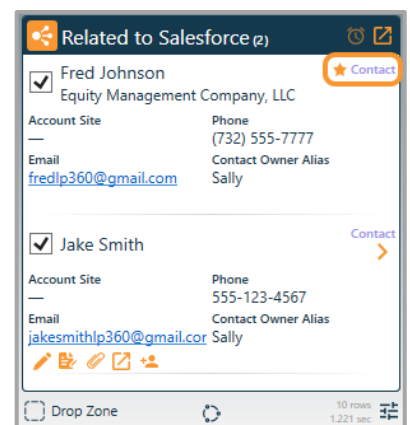 Related to Salesforce (2)
Fred Johnson
Contact
Equity Management Company, LLC
Account Site Phone
— (732) 555-7777
Email Contact Owner Alias
fredlp360@gmail.com Sally
Jake Smith
Contact
Account Site Phone
— 555-123-4567
Email Contact Owner Alias
jakesmithlp360@gmail.cor Sally
Drop Zone
10 rows
1.221 sec